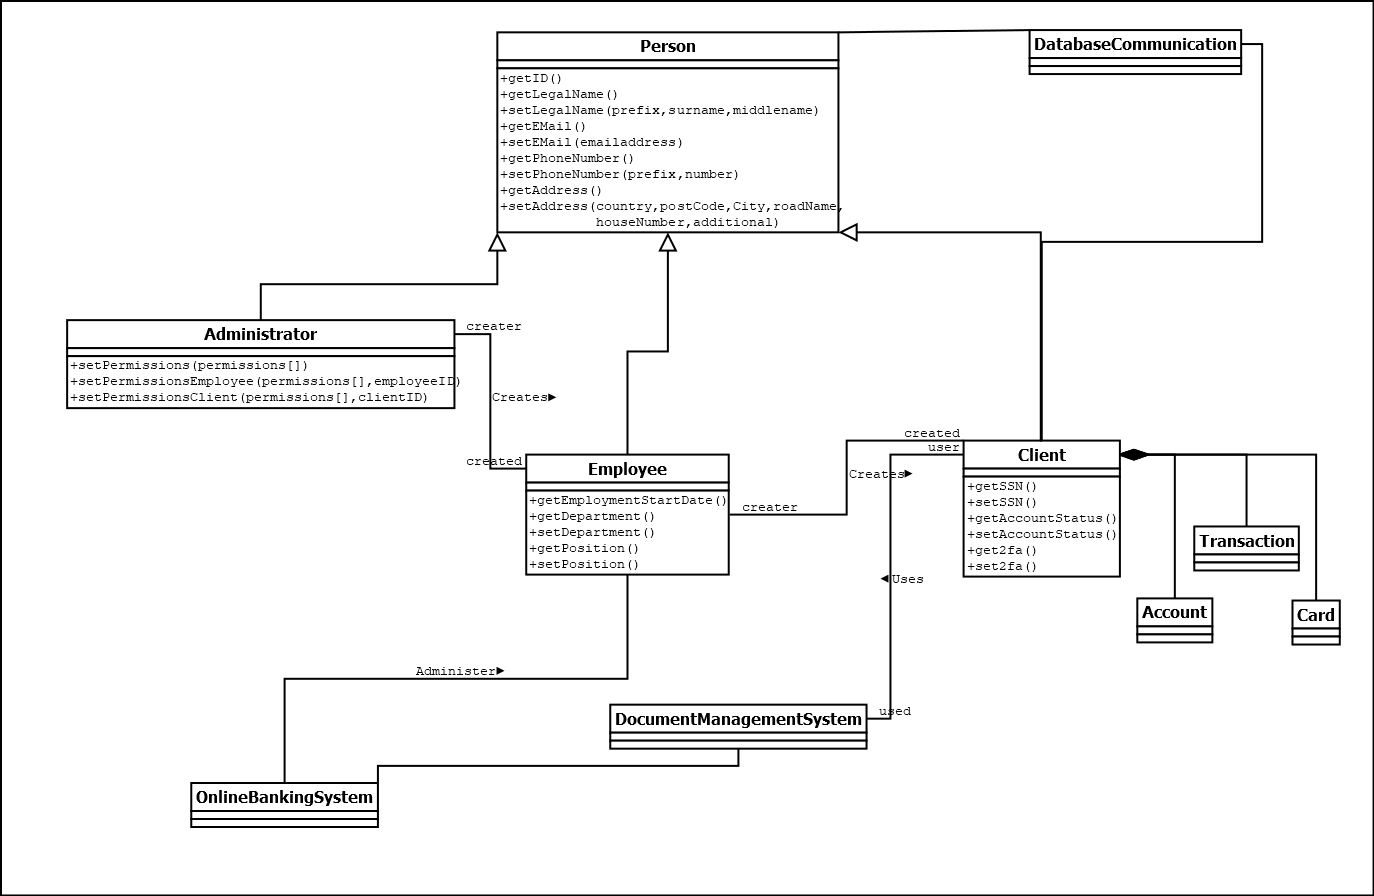 Person
DatabaseCommunication
+getID()
+getLegalName()
+setLegalName(prefix,surname,middlename)
+getEMail()
+setEMail(emailaddress)
+getPhoneNumber()
+setPhoneNumber(prefix,number)
+getAddress()
+setAddress(country,postCode,City,roadName,
houseNumber,additional)
Administrator
+setPermissions(permissions[])
+setPermissionsEmployee(permissions[],employeeID)
+setPermissionsClient(permissions[],clientID)
creater
Creates►
created
Employee
+getEmploymentStartDate()
+getDepartment()
+setDepartment()
+getPosition()
+setPosition()
creater
Creates►
created
user
Client
+getSSN()
+setSSN()
+getAccountStatus()
+setAccountStatus()
+get2fa()
+set2fa()
Transaction
Account
Card
◄Uses
Administer►
used
DocumentManagementSystem
OnlineBankingSystem